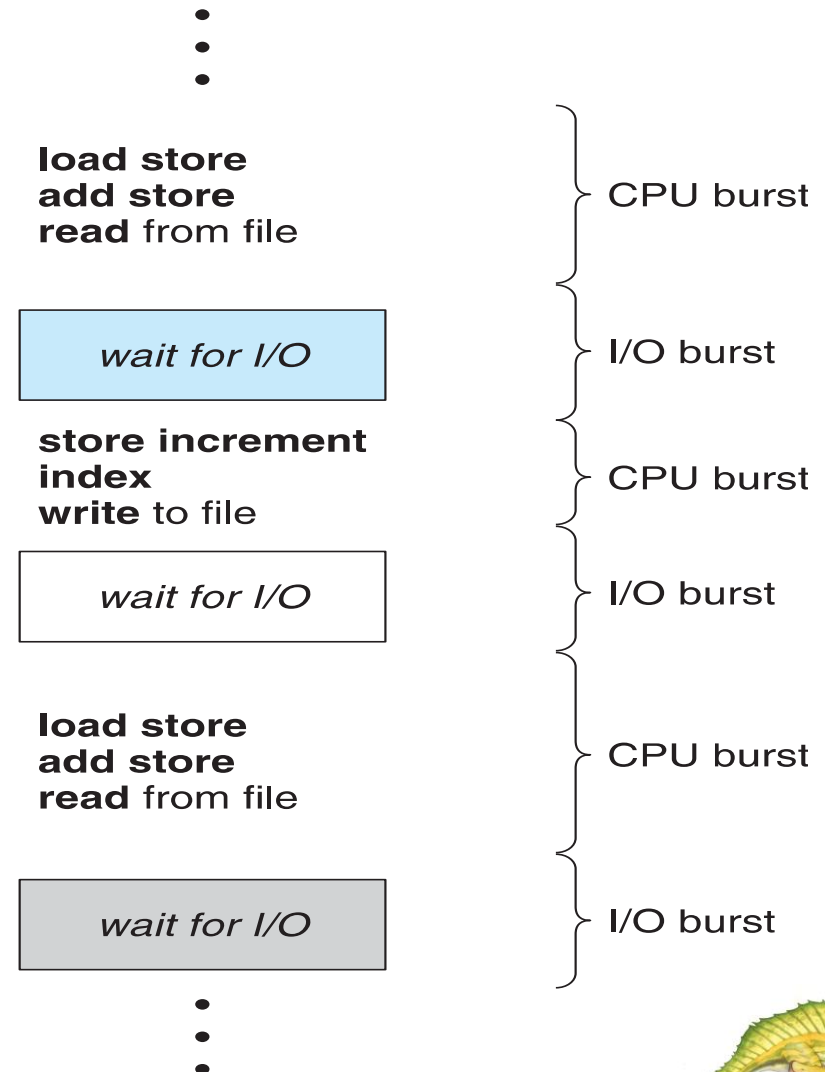 load store
add store
read from file
CPU burst
wait for I/O
I/O burst
store increment
index
write to file
CPU burst
wait for I/O
I/O burst
load store
add store
read from file
CPU burst
wait for I/O
I/O burst